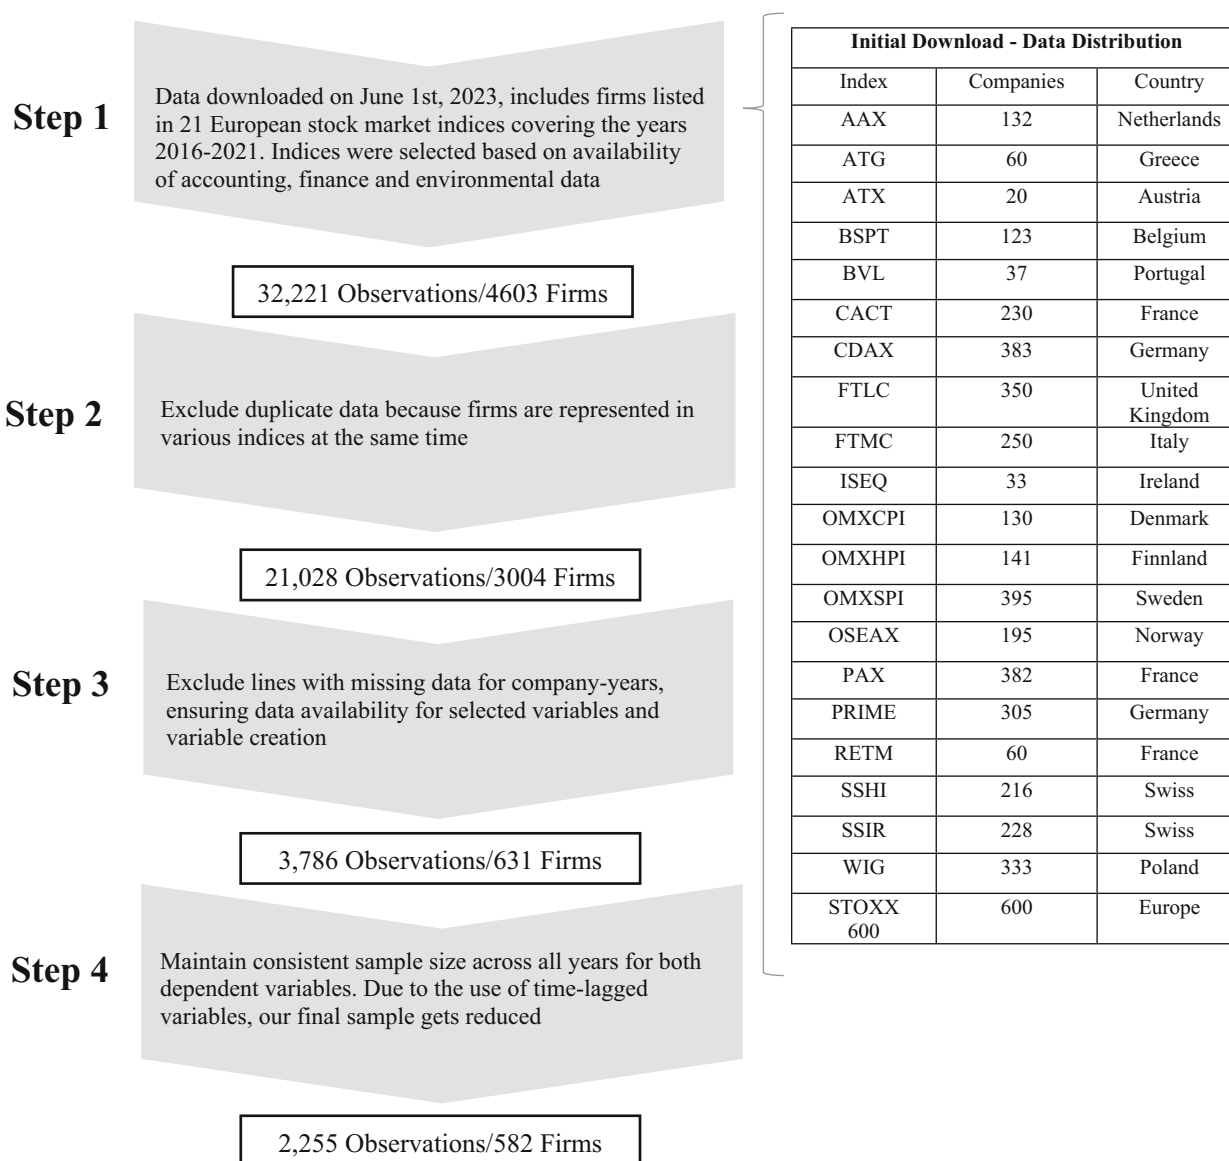 Step 1
Data downloaded on June 1st, 2023, includes firms listed
in 21 European stock market indices covering the years
2016-2021. Indices were selected based on availability
of accounting, finance and environmental data
32,221 Observations/4603 Firms
Step 2
Exclude duplicate data because firms are represented in
various indices at the same time
21,028 Observations/3004 Firms
Step 3
Exclude lines with missing data for company-years,
ensuring data availability for selected variables and
variable creation
3,786 Observations/631 Firms
Step 4
Maintain consistent sample size across all years for both
dependent variables. Due to the use of time-lagged
variables, our final sample gets reduced
2,255 Observations/582 Firms
Initial Download - Data Distribution
Index Companies Country
AAX 132 Netherlands
ATG 60 Greece
ATX 20 Austria
BSPT 123 Belgium
BVL 37 Portugal
CACT 230 France
CDAX 383 Germany
FTLC 350 United
Kingdom
FTMC 250 Italy
ISEQ 33 Ireland
OMXCPI 130 Denmark
OMXHPI 141 Finnland
OMXSPI 395 Sweden
OSEAX 195 Norway
PAX 382 France
PRIME 305 Germany
RETM 60 France
SSHI 216 Swiss
SSIR 228 Swiss
WIG 333 Poland
STOXX 600 Europe
600